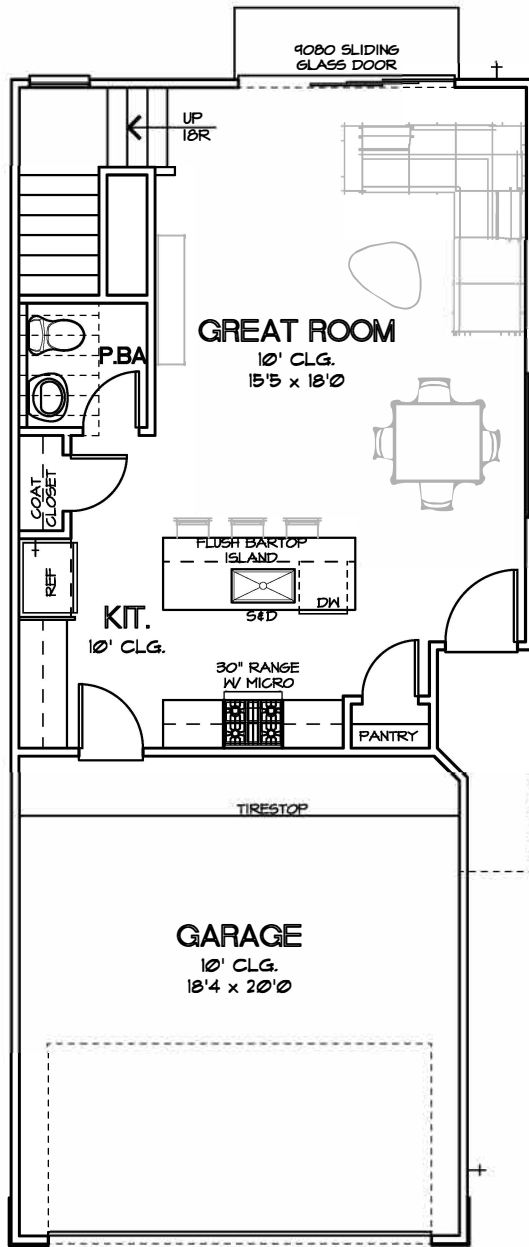 9080 SLIDING
GLASS DOOR
UP
18R
GREAT ROOM
10' CLG.
15'5 x 18'0
P.BA
COAT
CLOSET
REF
FLUSH BARTOP
ISLAND
DW
S&D
KIT.
10' CLG.
30" RANGE
W/ MICRO
PANTRY
TIRESTOP
GARAGE
10' CLG.
18'4 x 20'0